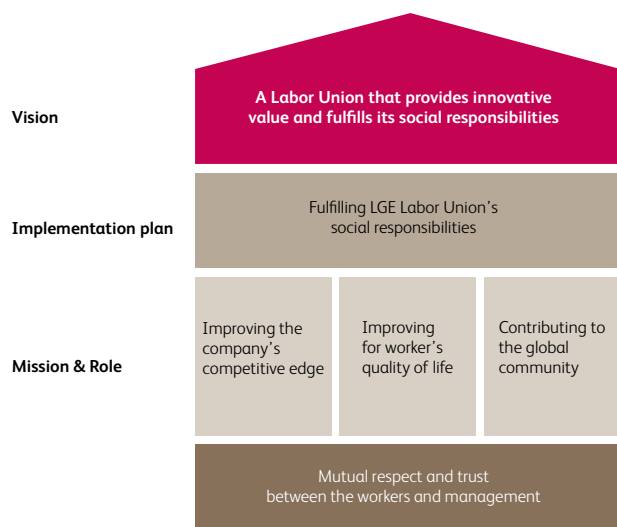 Vision
A Labor Union that provides innovative
value and fulfills its social responsibilities
Implementation plan
Fulfilling LGE Labor Union's
social responsibilities
Mission & Role
Improving the
company's
competitive edge
Improving
for worker's
quality of life
Contributing to
the global
community
Mutual respect and trust
between the workers and management